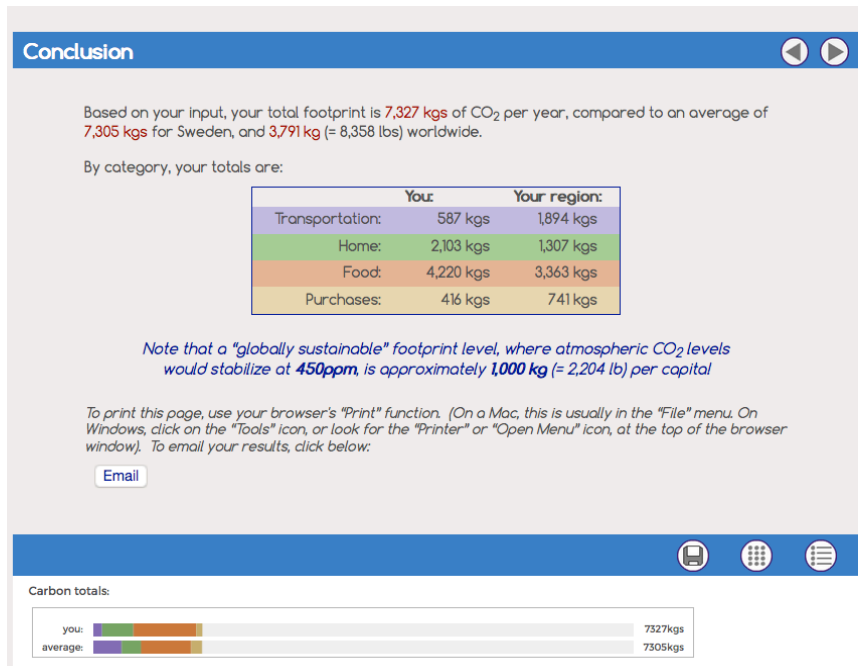 Conclusion
Based on your input, your total footprint is 7,327 kgs of CO2 per year, compared to an average of
7,305 kgs for Sweden, and 3,791 kg (= 8,358 lbs) worldwide.
By category, your totals are:
You: Your region:
Transportation: 587 kgs 1,894 kgs
Home: 2,103 kgs 1,307 kgs
Food: 4,220 kgs 3,363 kgs
Purchases: 416 kgs 741 kgs
Note that a "globally sustainable" footprint level, where atmospheric CO2 levels
would stabilize at 450ppm, is approximately 1,000 kg (= 2,204 lb) per capita!
To print this page, use your browser's "Print" function. (On a Mac, this is usually in the "File" menu. On
Windows, click on the "Tools" icon, or look for the "Printer" or "Open Menu" icon, at the top of the browser
window). To email your results, click below:
Email
Carbon totals:
you: 7327kgs
average: 7305kgs